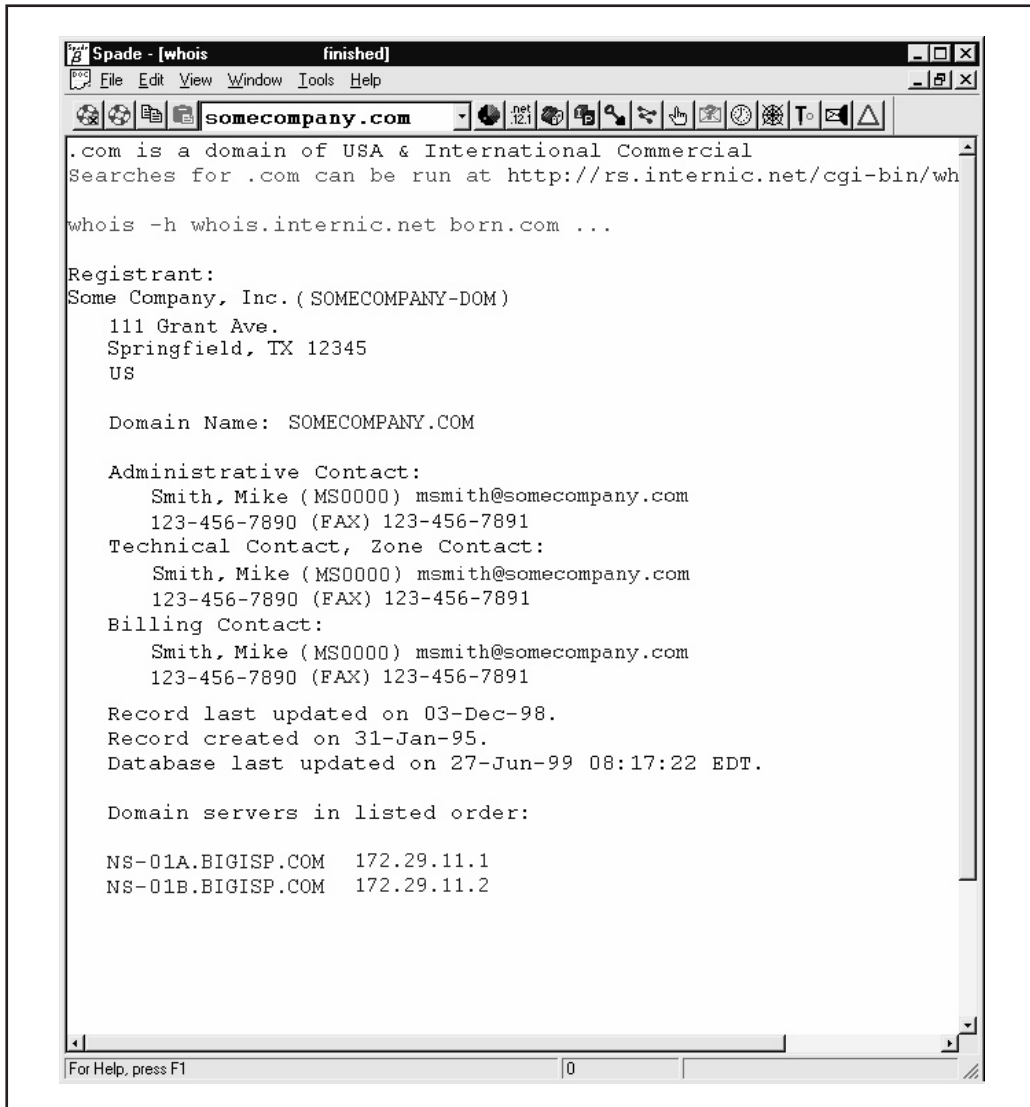 Spade - [whois finished]
File Edit View Window Tools Help
somecompany.com
.com is a domain of USA & International Commercial
Searches for .com can be run at http://rs.internic.net/cgi-bin/wh
whois -h whois.internic.net born.com ...
Registrant:
Some Company, Inc. (SOMECOMPANY-DOM)
111 Grant Ave.
Springfield, TX 12345
US
Domain Name: SOMECOMPANY.COM
Administrative Contact:
Smith, Mike (MS0000) msmith@somecompany.com
123-456-7890 (FAX) 123-456-7891
Technical Contact, Zone Contact:
Smith, Mike (MS0000) msmith@somecompany.com
123-456-7890 (FAX) 123-456-7891
Billing Contact:
Smith, Mike (MS0000) msmith@somecompany.com
123-456-7890 (FAX) 123-456-7891
Record last updated on 03-Dec-98.
Record created on 31-Jan-95.
Database last updated on 27-Jun-99 08:17:22 EDT.
Domain servers in listed order:
NS-01A.BIGISP.COM 172.29.11.1
NS-01B.BIGISP.COM 172.29.11.2
For Help, press F1 0